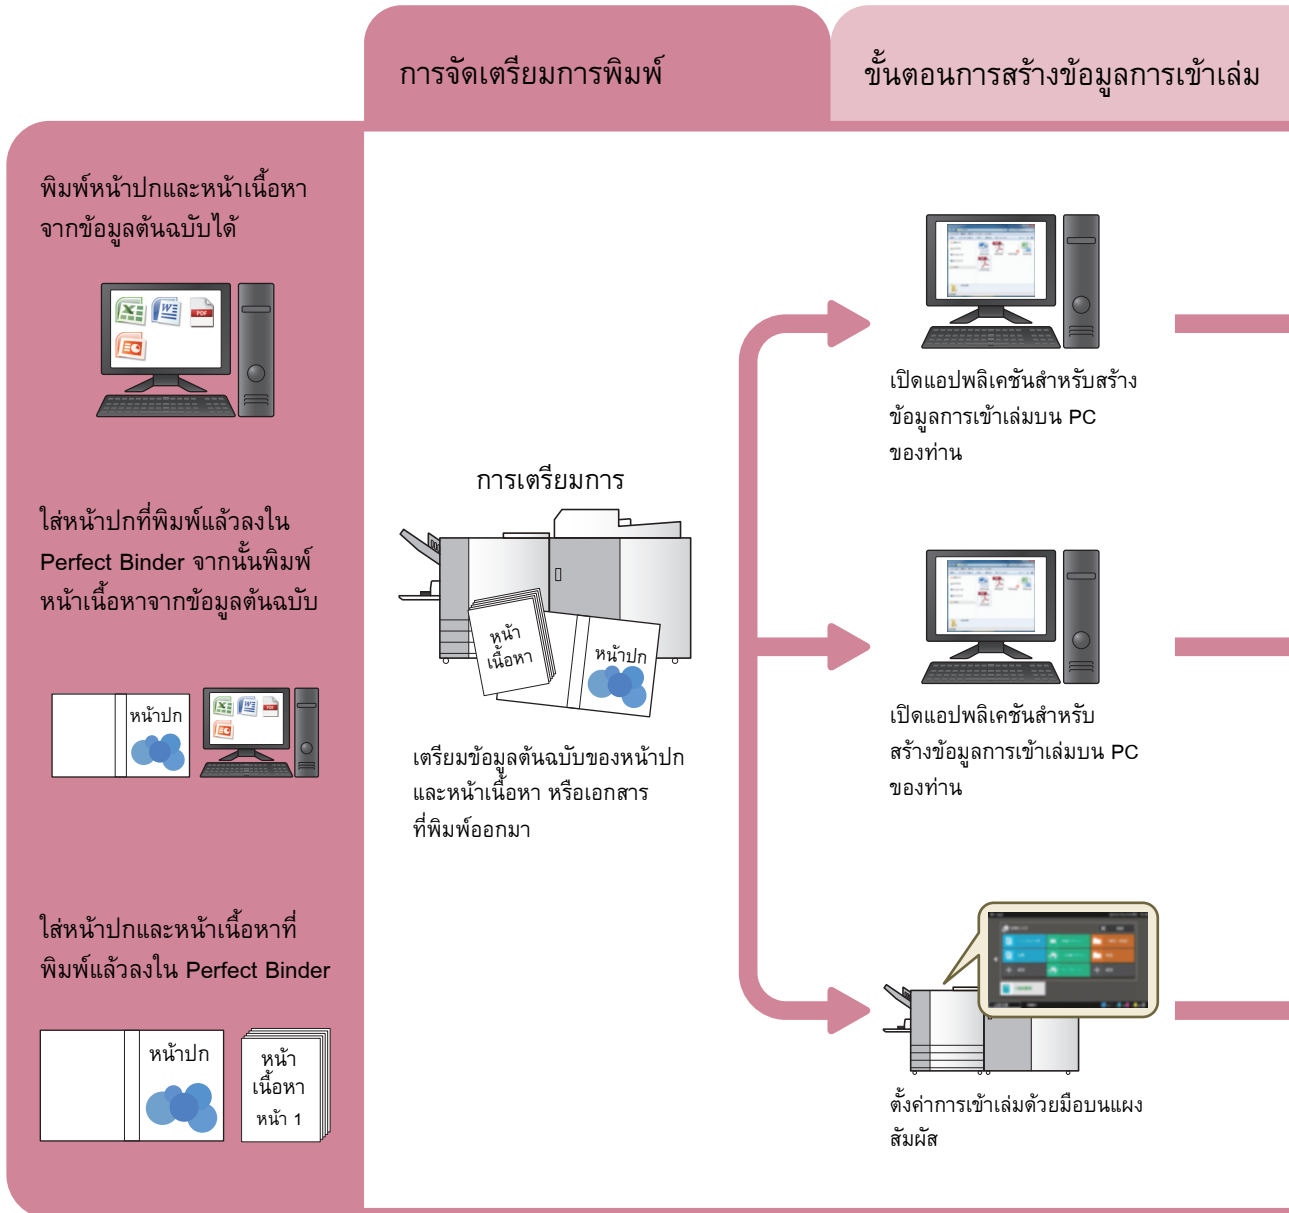 การจัดเตรียมการพิมพ์
ขั้นตอนการสร้างข้อมูลการเข้าเล่ม
พิมพ์หน้าปกและหน้าเนื้อหา
จากข้อมูลต้นฉบับได้
PDF
ใส่หน้าปกที่พิมพ์แล้วลงใน
Perfect Binder จากนั้นพิมพ์
หน้าเนื้อหาจากข้อมูลต้นฉบับ
หน้าปก
ใส่หน้าปกและหน้าเนื้อหาที่
พิมพ์แล้วลงใน Perfect Binder
หน้าปก
หน้า
เนื้อหา
หน้า 1
การเตรียมการ
หน้า
เนื้อหา
หน้าปก
เตรียมข้อมูลต้นฉบับของหน้าปก
และหน้าเนื้อหา หรือเอกสาร
ที่พิมพ์ออกมา
เปิดแอปพลิเคชันสำหรับสร้าง
ข้อมูลการเข้าเล่มบน PC
ของท่าน
เปิดแอปพลิเคชันสำหรับ
สร้างข้อมูลการเข้าเล่มบน PC
ของท่าน
ตั้งค่าการเข้าเล่มด้วยมือบนแผง
สัมผัส